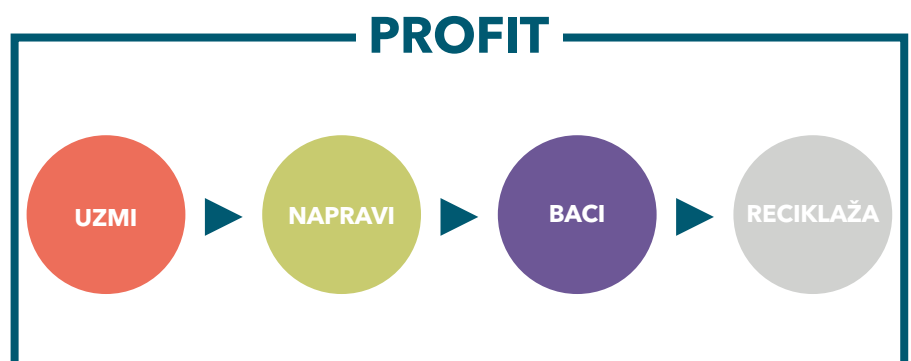 PROFIT
UZMI
NAPRAVI
BACI
RECIKLAŽA